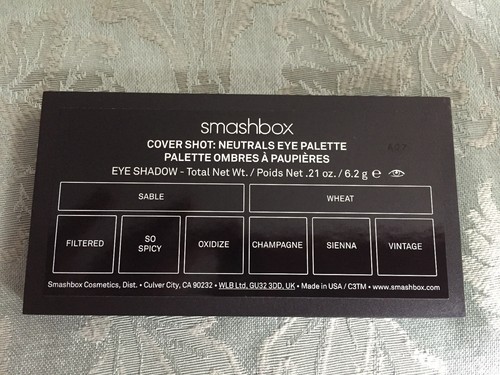 smashbox
COVER SHOT: NEUTRALS EYE PALETTE
PALETTE OMBRES À PAUPIÈRES
EYE SHADOW - Total Net Wt. / Poids Net .21 oz. / 6.2 g ℮
SABLE
WHEAT
FILTERED
SO
SPICY
OXIDIZE
CHAMPAGNE
SIENNA
VINTAGE
Smashbox Cosmetics, Dist. • Culver City, CA 90232 • WLB Ltd, GU32 3DD, UK • Made in USA / C3TM • www.smashbox.com